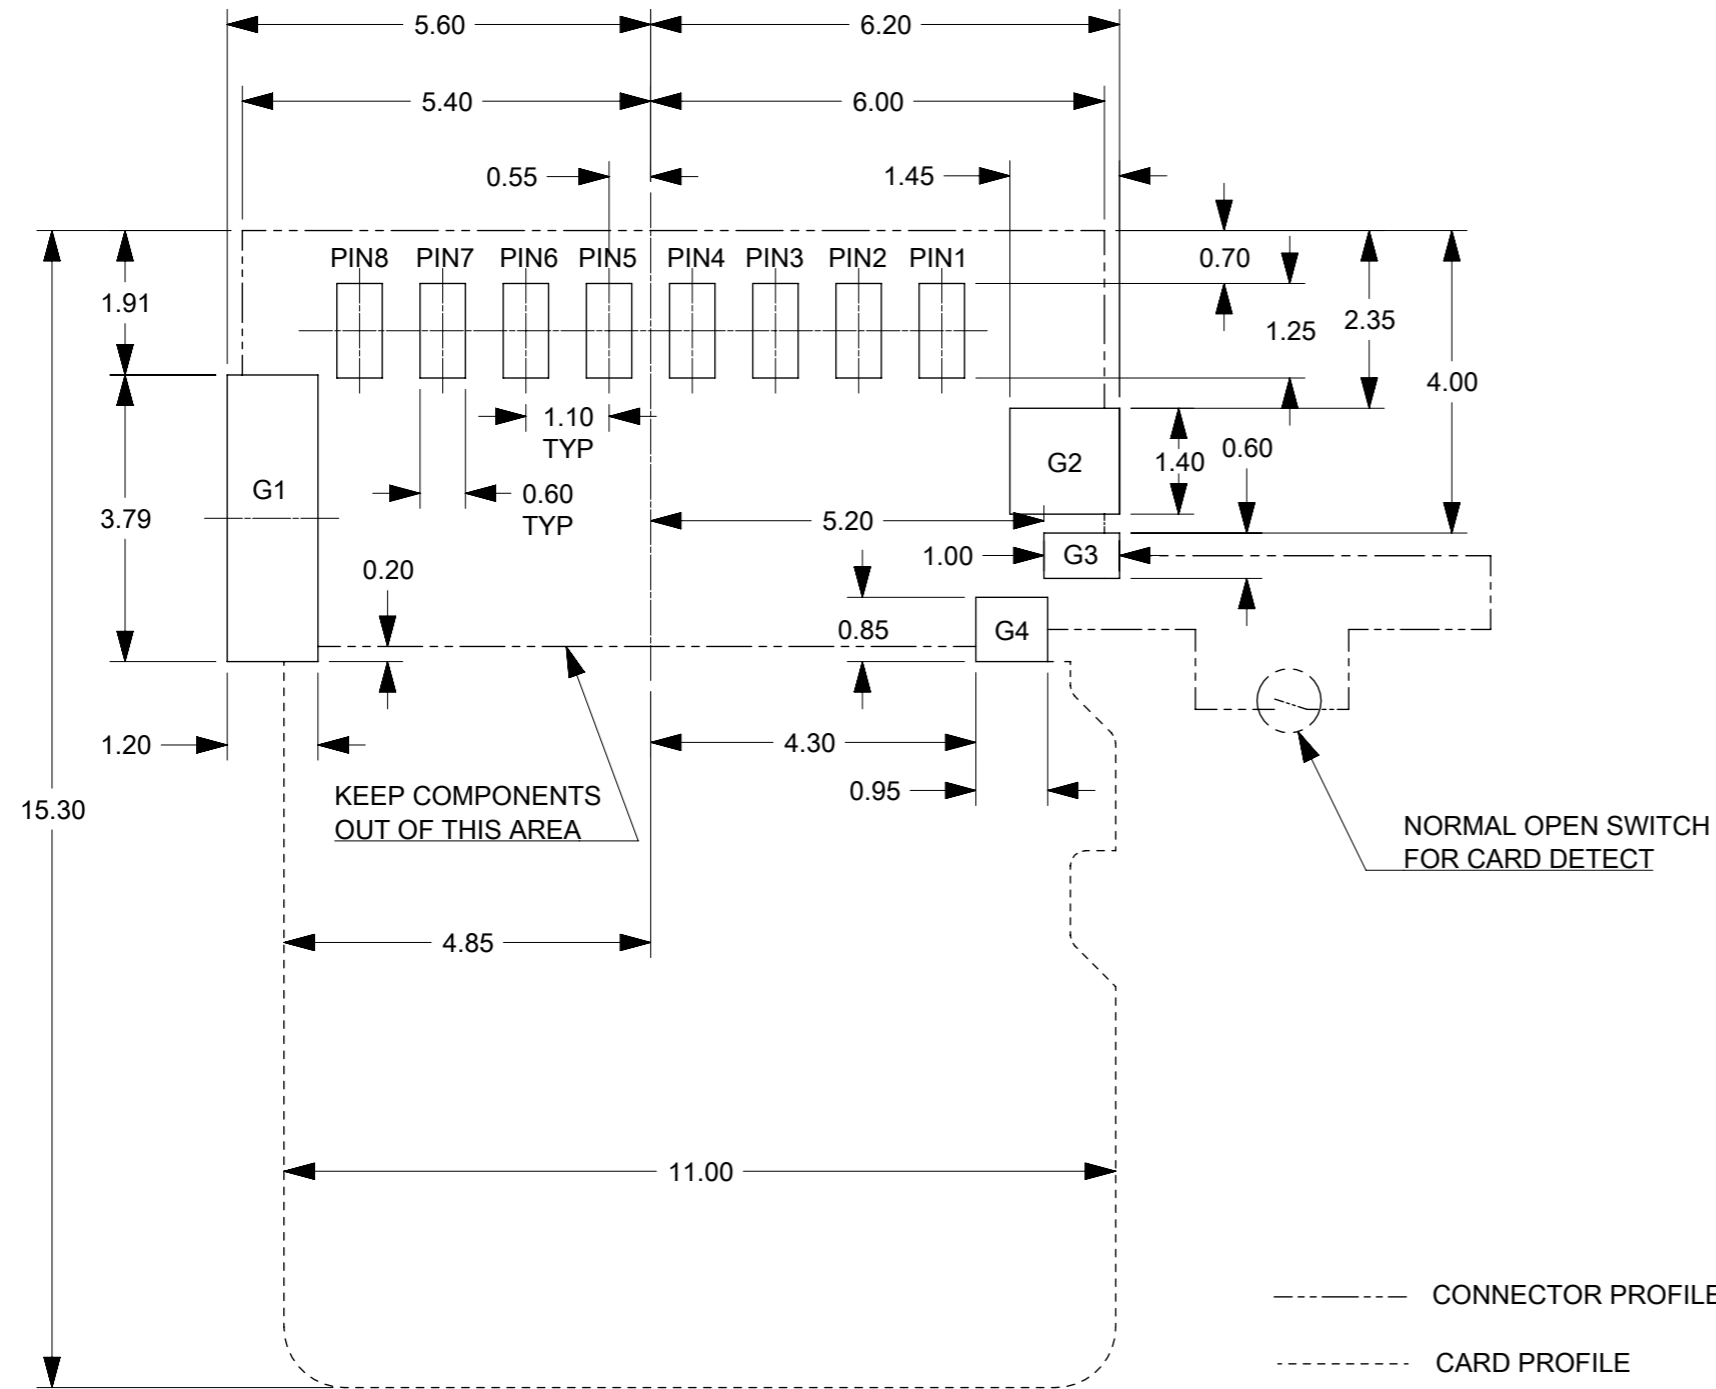 5.60 6.20
5.40 6.00
0.55 1.45
PIN8 PIN7 PIN6 PIN5 PIN4 PIN3 PIN2 PIN1 0.70
1.91 1.25 2.35
4.00
1.10
TYP
G1 G2 1.40 0.60
0.60
TYP
3.79 5.20
0.20 1.00 G3
0.85 G4
1.20 4.30
0.95
15.30 KEEP COMPONENTS
OUT OF THIS AREA
NORMAL OPEN SWITCH
FOR CARD DETECT
4.85
11.00
CONNECTOR PROFILE
CARD PROFILE